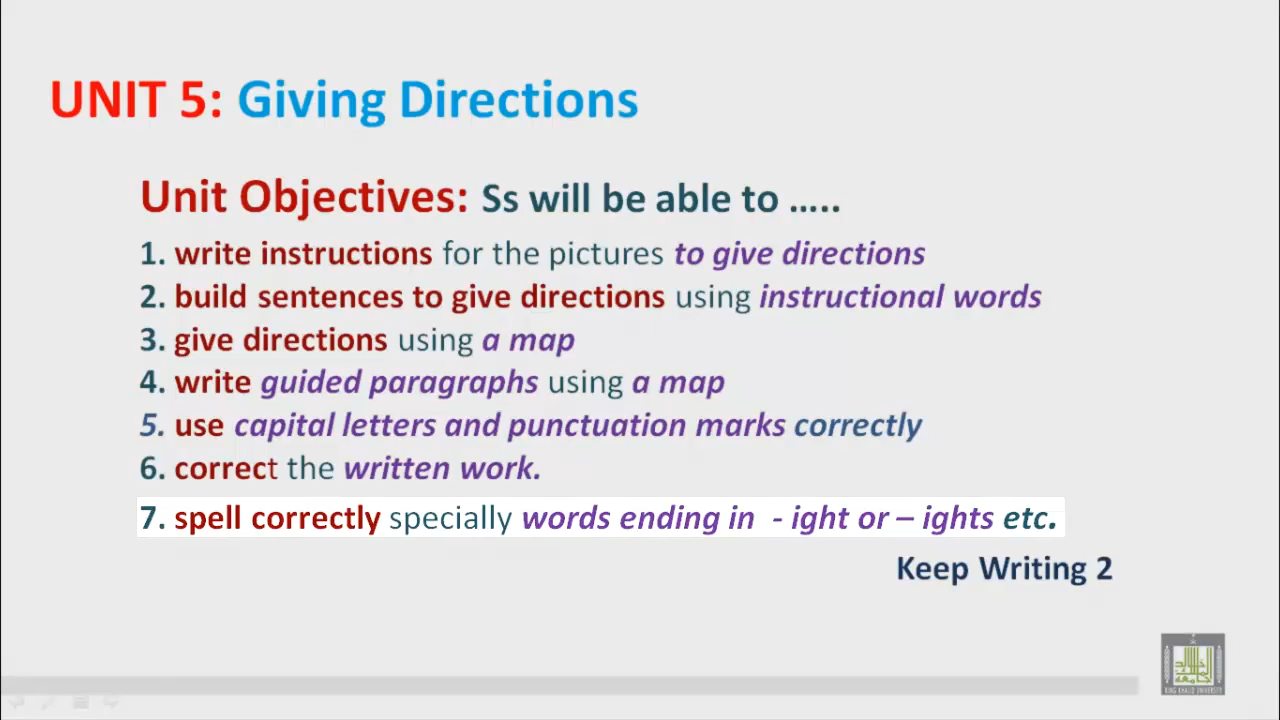 UNIT 5: Giving Directions
Unit Objectives: Ss will be able to …..
1. write instructions for the pictures to give directions
2. build sentences to give directions using instructional words
3. give directions using a map
4. write guided paragraphs using a map
5. use capital letters and punctuation marks correctly
6. correct the written work.
7. spell correctly specially words ending in - ight or – ights etc.
Keep Writing 2
KING KHALID UNIVERSITY